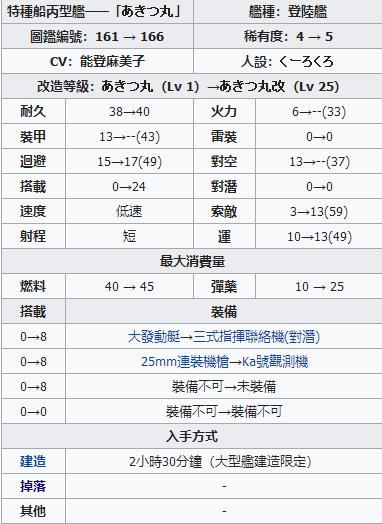 特種船丙型艦——「あきつ丸」 艦種：登陸艦
圖鑑編號：161 → 166 稀有度：4 → 5
CV：能登麻美子 人設：くーろくろ
改造等級：あきつ丸（Lv 1）→あきつ丸改（Lv 25）
耐久 38→40 火力 6→--(33)
裝甲 13→--(43) 雷裝 0→0
迴避 15→17(49) 對空 13→--(37)
搭載 0→24 對潛 0→0
速度 低速 索敵 3→13(59)
射程 短 運 10→13(49)
最大消費量
燃料 40 → 45 彈藥 10 → 25
搭載 裝備
0→8 大發動艇→三式指揮聯絡機(對潛)
0→8 25mm連裝機槍→Ka號觀測機
0→8 裝備不可→未裝備
0→0 裝備不可→裝備不可
入手方式
建造 2小時30分鐘（大型艦建造限定）
掉落 -
其他 -